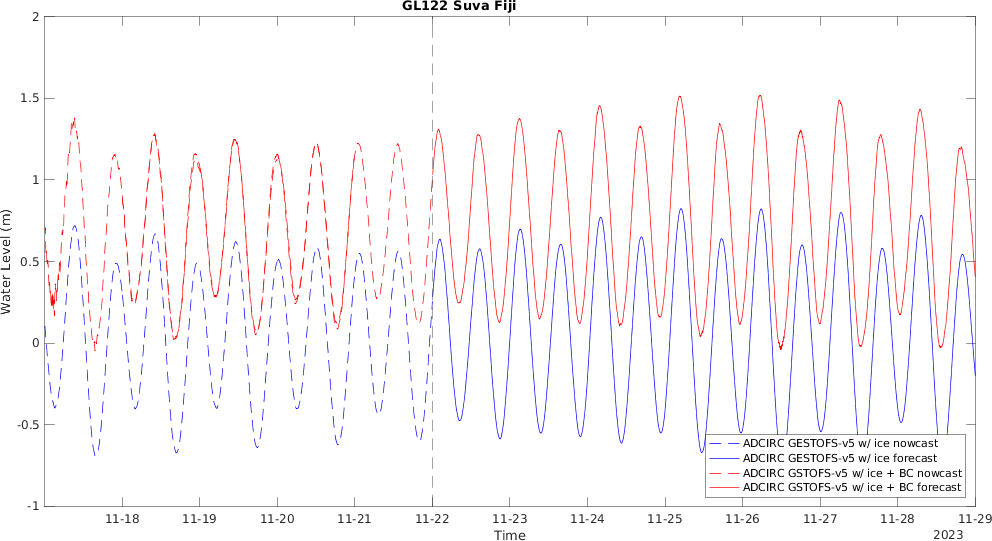 GL122 Suva Fiji
2
1.5
1
0.5
0
-0.5
-1
Water Level (m)
11-18
11-19
11-20
11-21
11-22
11-23
11-24
11-25
11-26
11-27
11-28
11-29
Time
2023
ADCIRC GESTOFS-v5 w/ ice nowcast
ADCIRC GESTOFS-v5 w/ ice forecast
ADCIRC GSTOFS-v5 w/ ice + BC nowcast
ADCIRC GSTOFS-v5 w/ ice + BC forecast